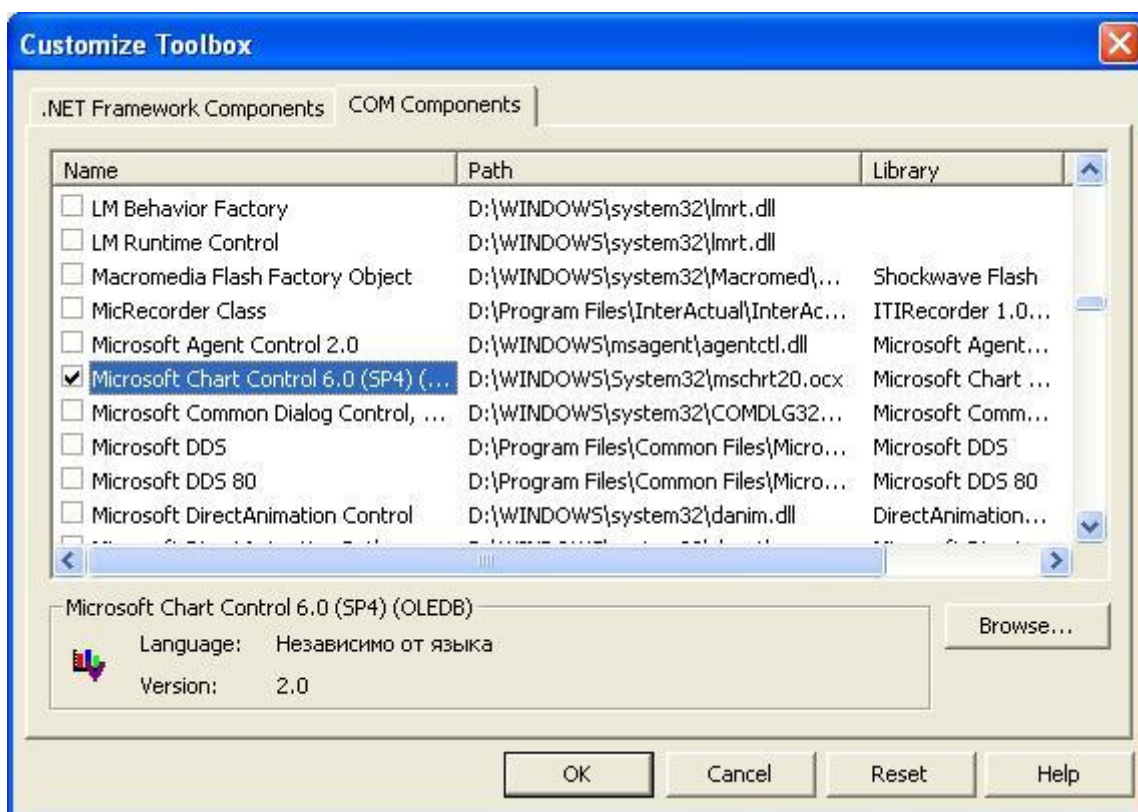 Customize Toolbox
.NET Framework Components COM Components
Name Path Library
LM Behavior Factory D:\WINDOWS\system32\lmrt.dll
LM Runtime Control D:\WINDOWS\system32\lmrt.dll
Macromedia Flash Factory Object D:\WINDOWS\system32\Macromed\... Shockwave Flash
MicRecorder Class D:\Program Files\InterActual\InterAc... ITIRecorder 1.0...
Microsoft Agent Control 2.0 D:\WINDOWS\msagent\agentctl.dll Microsoft Agent...
Microsoft Chart Control 6.0 (SP4) (... D:\WINDOWS\System32\mschrt20.ocx Microsoft Chart ...
Microsoft Common Dialog Control, ... D:\WINDOWS\system32\COMDLG32... Microsoft Comm...
Microsoft DDS D:\Program Files\Common Files\Micro... Microsoft DDS
Microsoft DDS 80 D:\Program Files\Common Files\Micro... Microsoft DDS 80
Microsoft DirectAnimation Control D:\WINDOWS\system32\danim.dll DirectAnimation...
Microsoft Chart Control 6.0 (SP4) (OLEDB)
Language: Независимо от языка
Version: 2.0
Browse...
OK Cancel Reset Help